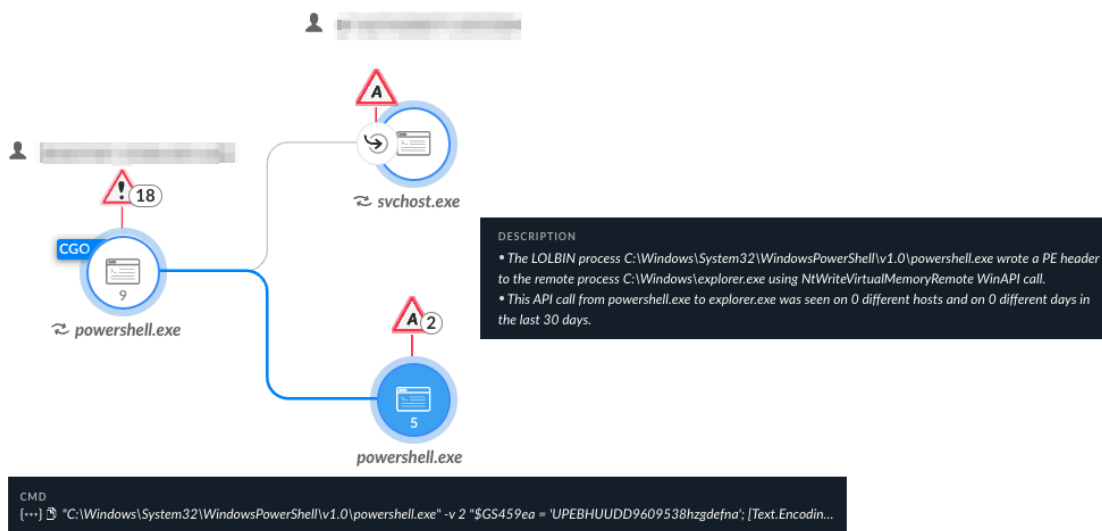 A
svchost.exe
18
CGO
9
powershell.exe
DESCRIPTION
• The LOLBIN process C:\Windows\System32\WindowsPowerShell\v1.0\powershell.exe wrote a PE header
to the remote process C:\Windows\explorer.exe using NtWriteVirtualMemoryRemote WinAPI call.
• This API call from powershell.exe to explorer.exe was seen on 0 different hosts and on 0 different days in
the last 30 days.
A 2
5
powershell.exe
CMD
{···} "C:\Windows\System32\WindowsPowerShell\v1.0\powershell.exe" -v 2 "$GS459ea = 'UPEBHUUDD9609538hzgdefna'; [Text.Encodin...